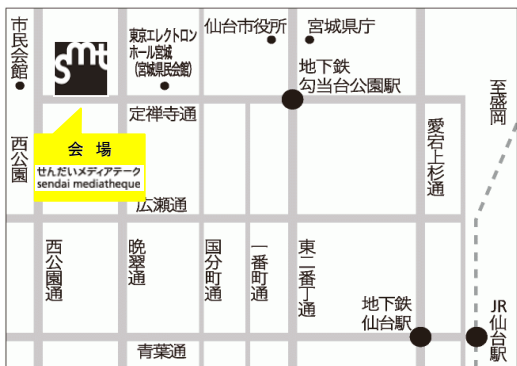 市民会館
smt
東京エレクトロン
ホール宮城
(宮城県民会館)
仙台市役所
宮城県庁
地下鉄
勾当台公園駅
至盛岡
定禅寺通
愛宕上杉通
西公園
会 場
せんだいメディアテーク
sendai mediatheque
広瀬通
西公園通
晩翠通
国分町通
一番町通
東二番丁通
地下鉄
仙台駅
JR
仙台駅
青葉通